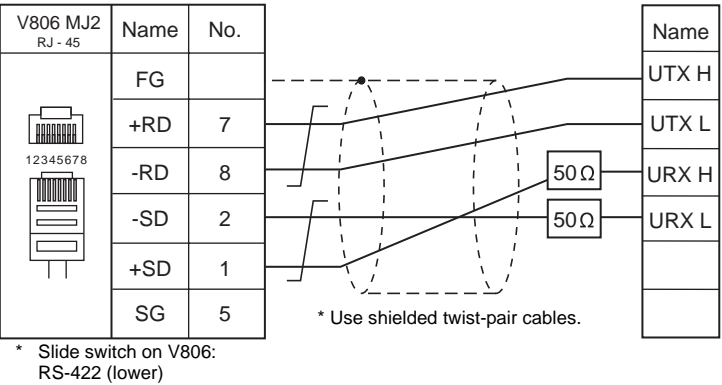 V806 MJ2 Name No. Name
RJ - 45
FG UTX H
+RD 7 UTX L
12345678
-RD 8 50Ω URX H
-SD 2 50Ω URX L
+SD 1
SG 5
* Use shielded twist-pair cables.
* Slide switch on V806:
RS-422 (lower)